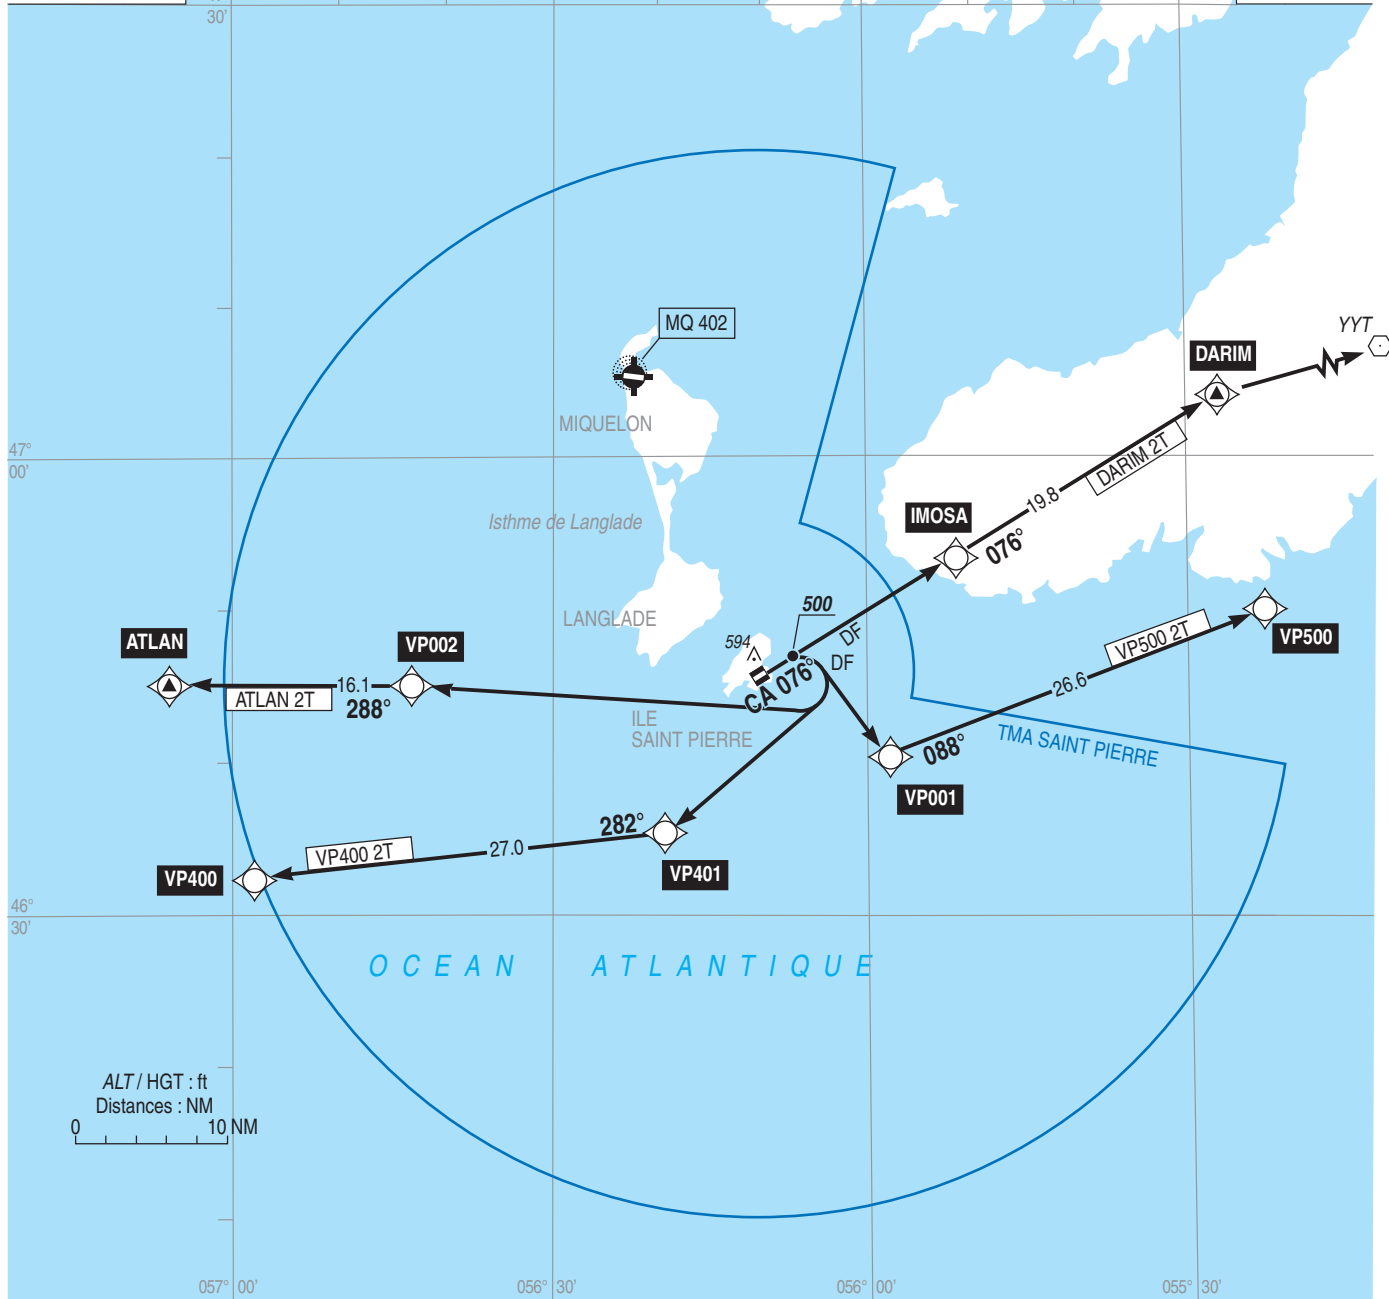 30'
MQ 402
YYT
DARIM
MIQUELON
47°
00'
DARIM 2T
19.8
IMOSA
076°
Isthme de Langlade
500
LANGLADE
594
DF
DF
VP500 2T
VP500
ATLAN
VP002
CA 076°
16.1
ATLAN 2T
288°
26.6
ILE
SAINT PIERRE
088°
TMA SAINT PIERRE
VP001
282°
VP400 2T
27.0
VP401
VP400
46°
30'
OCEAN ATLANTIQUE
ALT / HGT : ft
Distances : NM
0 10 NM
057° 00' 056° 30' 056° 00' 055° 30'